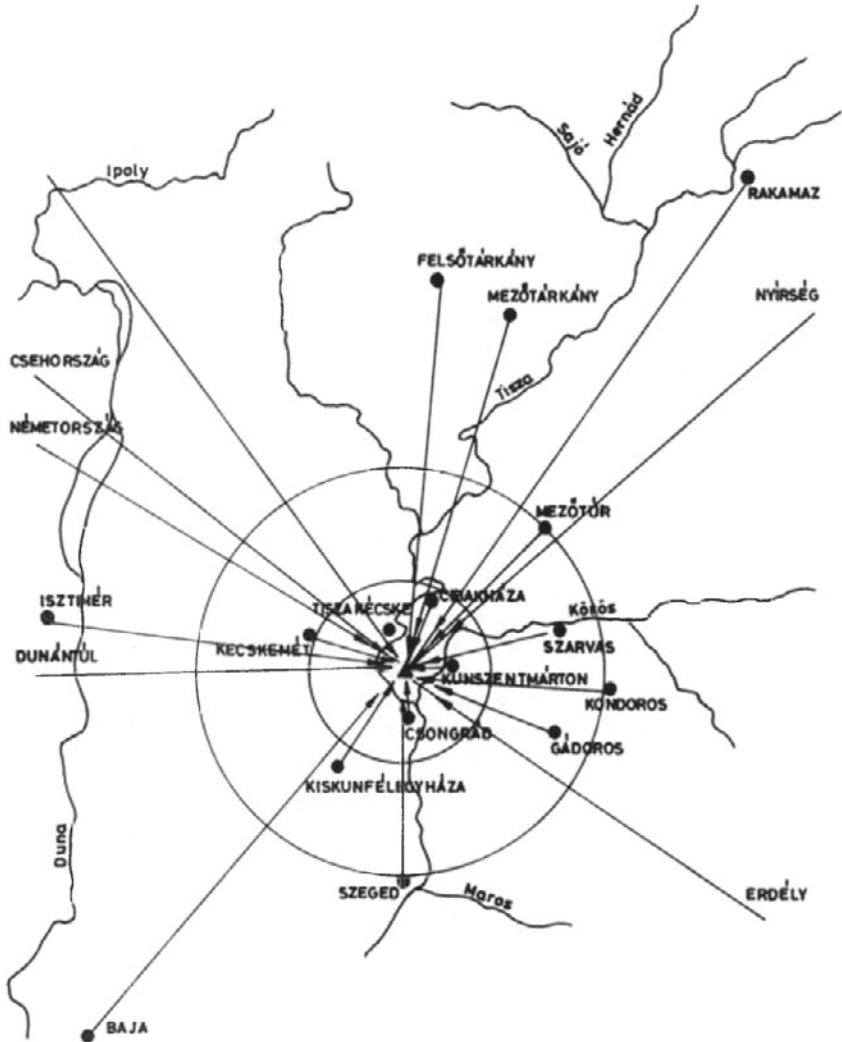 Ipoly
Sajó
Hernád
RAKAMAZ
FELSŐTÁRKÁNY
MEZŐTÁRKÁNY
NYÍRSÉG
CSEHORSZÁG
Tisza
NÉMETORSZÁG
MEZŐTÚR
ISZTIMÉR
TISZAKÉCSKE
CIBAKHÁZA
Körös
KECSKEMÉT
SZARVAS
DUNÁNTÚL
KUNSZENTMÁRTON
KONDOROS
CSONGRÁD
GÁDOROS
KISKUNFÉLEGYHÁZA
Duna
SZEGED
Maros
ERDÉLY
BAJA